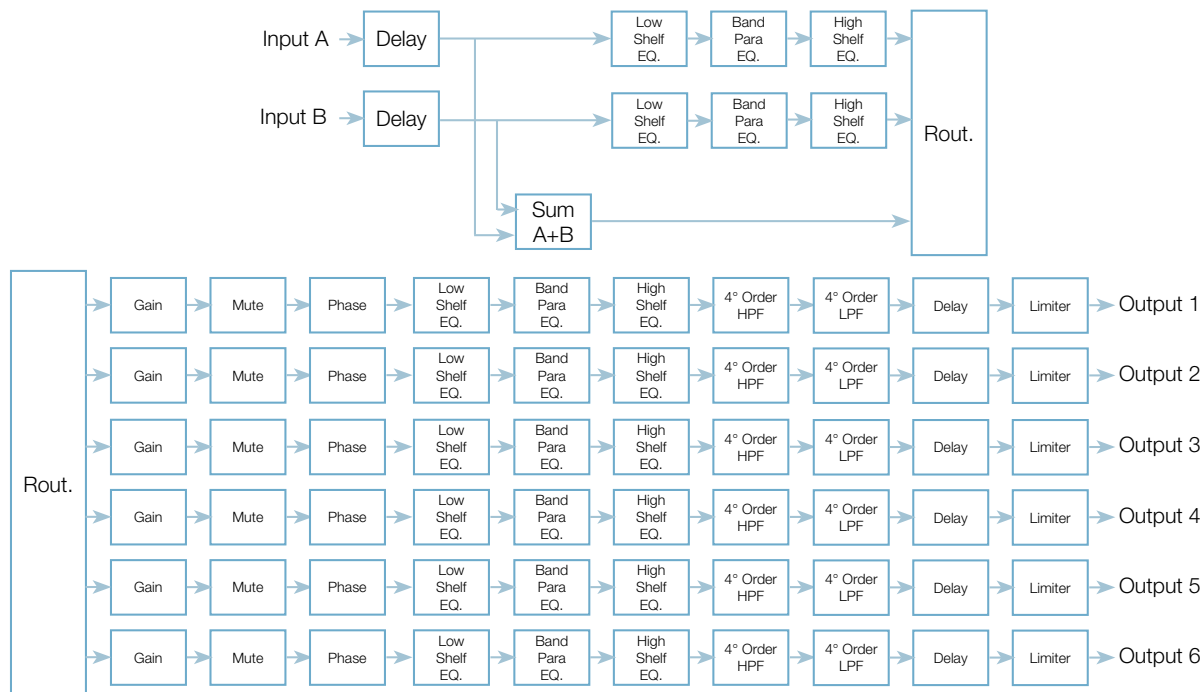 Input A
Delay
Low
Shelf
EQ.
Band
Para
EQ.
High
Shelf
EQ.
Input B
Delay
Low
Shelf
EQ.
Band
Para
EQ.
High
Shelf
EQ.
Rout.
Sum
A+B
Rout.
Gain
Mute
Phase
Low
Shelf
EQ.
Band
Para
EQ.
High
Shelf
EQ.
4° Order
HPF
4° Order
LPF
Delay
Limiter
Output 1
Gain
Mute
Phase
Low
Shelf
EQ.
Band
Para
EQ.
High
Shelf
EQ.
4° Order
HPF
4° Order
LPF
Delay
Limiter
Output 2
Gain
Mute
Phase
Low
Shelf
EQ.
Band
Para
EQ.
High
Shelf
EQ.
4° Order
HPF
4° Order
LPF
Delay
Limiter
Output 3
Gain
Mute
Phase
Low
Shelf
EQ.
Band
Para
EQ.
High
Shelf
EQ.
4° Order
HPF
4° Order
LPF
Delay
Limiter
Output 4
Gain
Mute
Phase
Low
Shelf
EQ.
Band
Para
EQ.
High
Shelf
EQ.
4° Order
HPF
4° Order
LPF
Delay
Limiter
Output 5
Gain
Mute
Phase
Low
Shelf
EQ.
Band
Para
EQ.
High
Shelf
EQ.
4° Order
HPF
4° Order
LPF
Delay
Limiter
Output 6